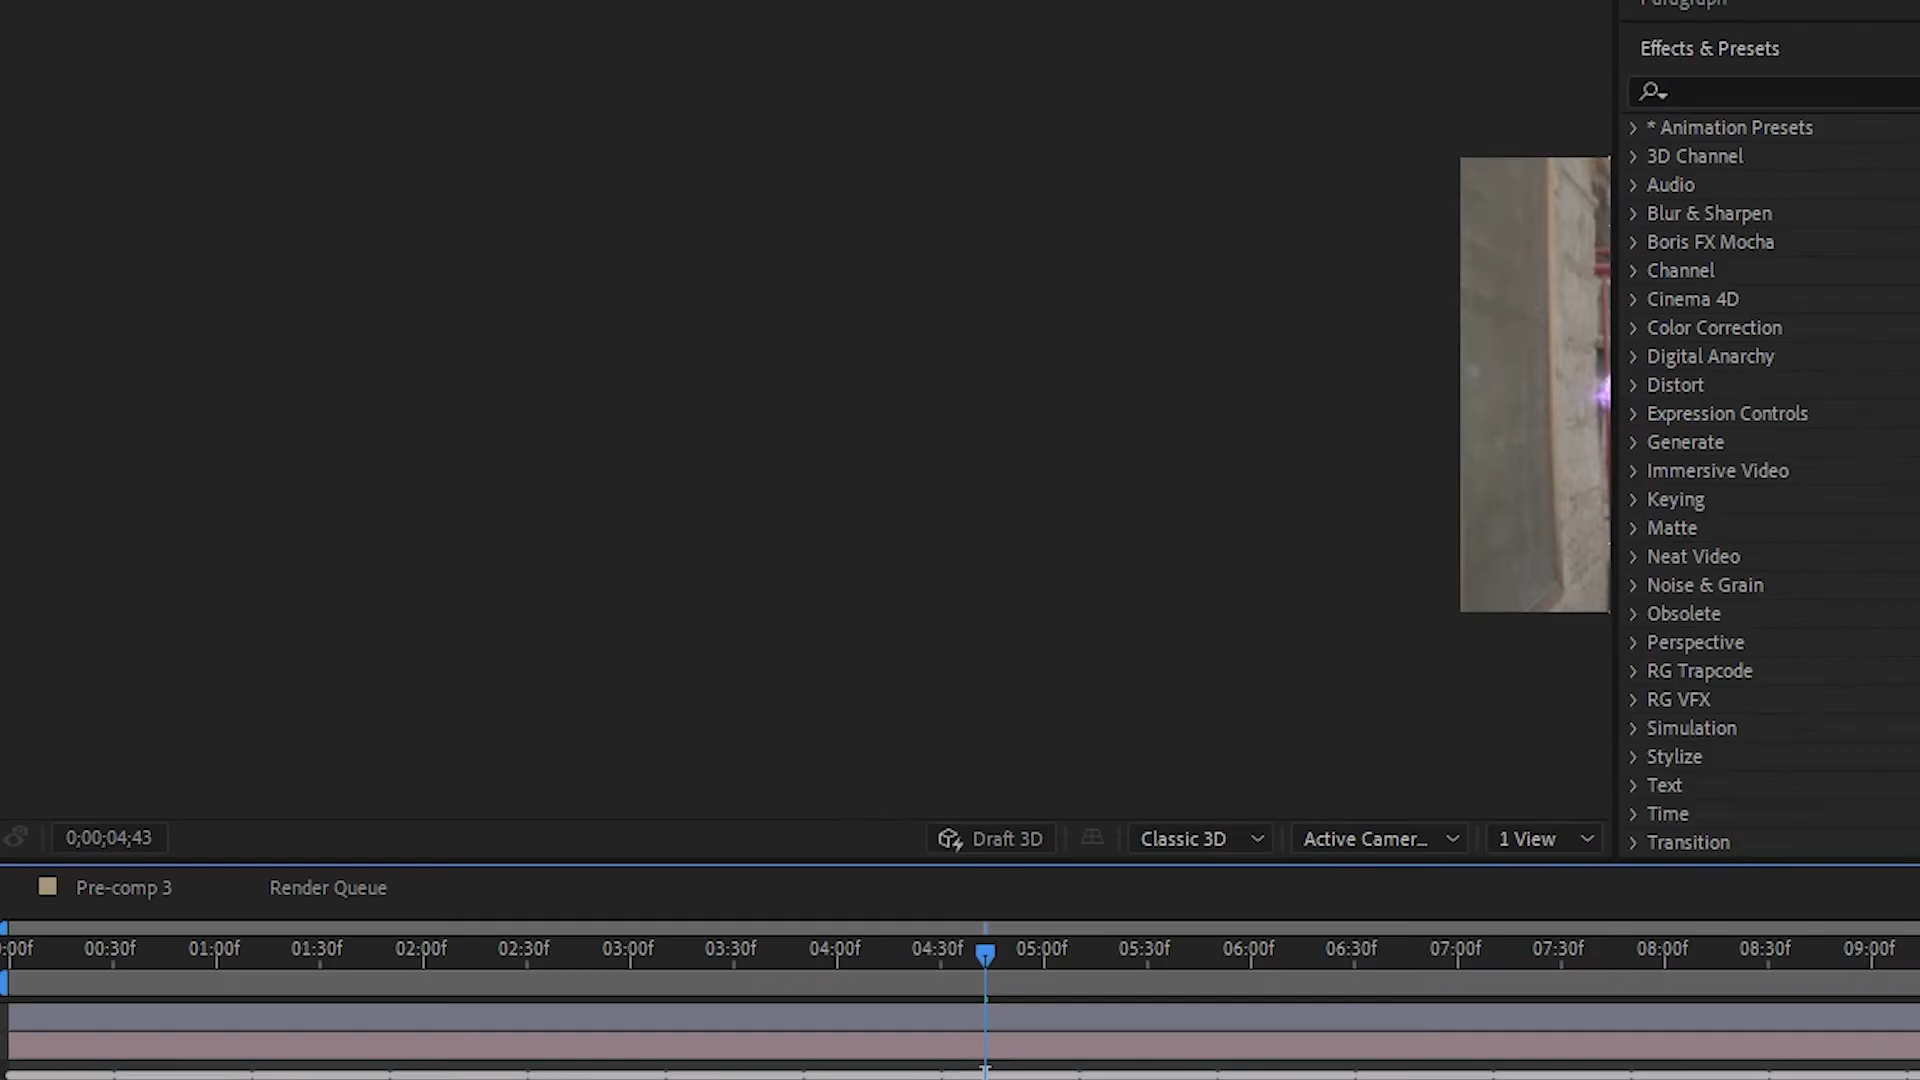 Paragraph
Effects & Presets
* Animation Presets
3D Channel
Audio
Blur & Sharpen
Boris FX Mocha
Channel
Cinema 4D
Color Correction
Digital Anarchy
Distort
Expression Controls
Generate
Immersive Video
Keying
Matte
Neat Video
Noise & Grain
Obsolete
Perspective
RG Trapcode
RG VFX
Simulation
Stylize
Text
Time
Transition
0;00;04;43
Draft 3D
Classic 3D
Active Camer...
1 View
Pre-comp 3
Render Queue
:00f 00:30f 01:00f 01:30f 02:00f 02:30f 03:00f 03:30f 04:00f 04:30f 05:00f 05:30f 06:00f 06:30f 07:00f 07:30f 08:00f 08:30f 09:00f